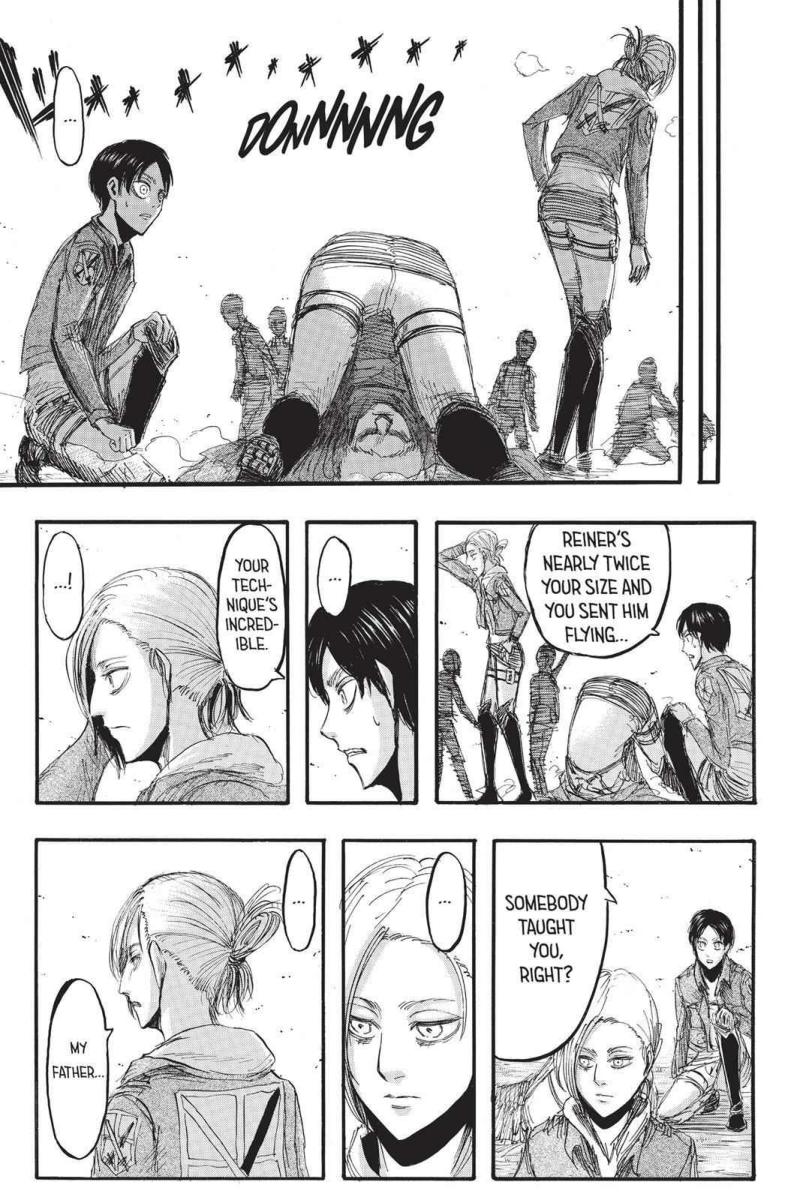 DONNNNNG
...
REINER'S
NEARLY TWICE
YOUR SIZE AND
YOU SENT HIM
FLYING...
...
YOUR
TECH-
NIQUE'S
INCRED-
IBLE.
...!
SOMEBODY
TAUGHT
YOU,
RIGHT?
...
...
MY
FATHER...